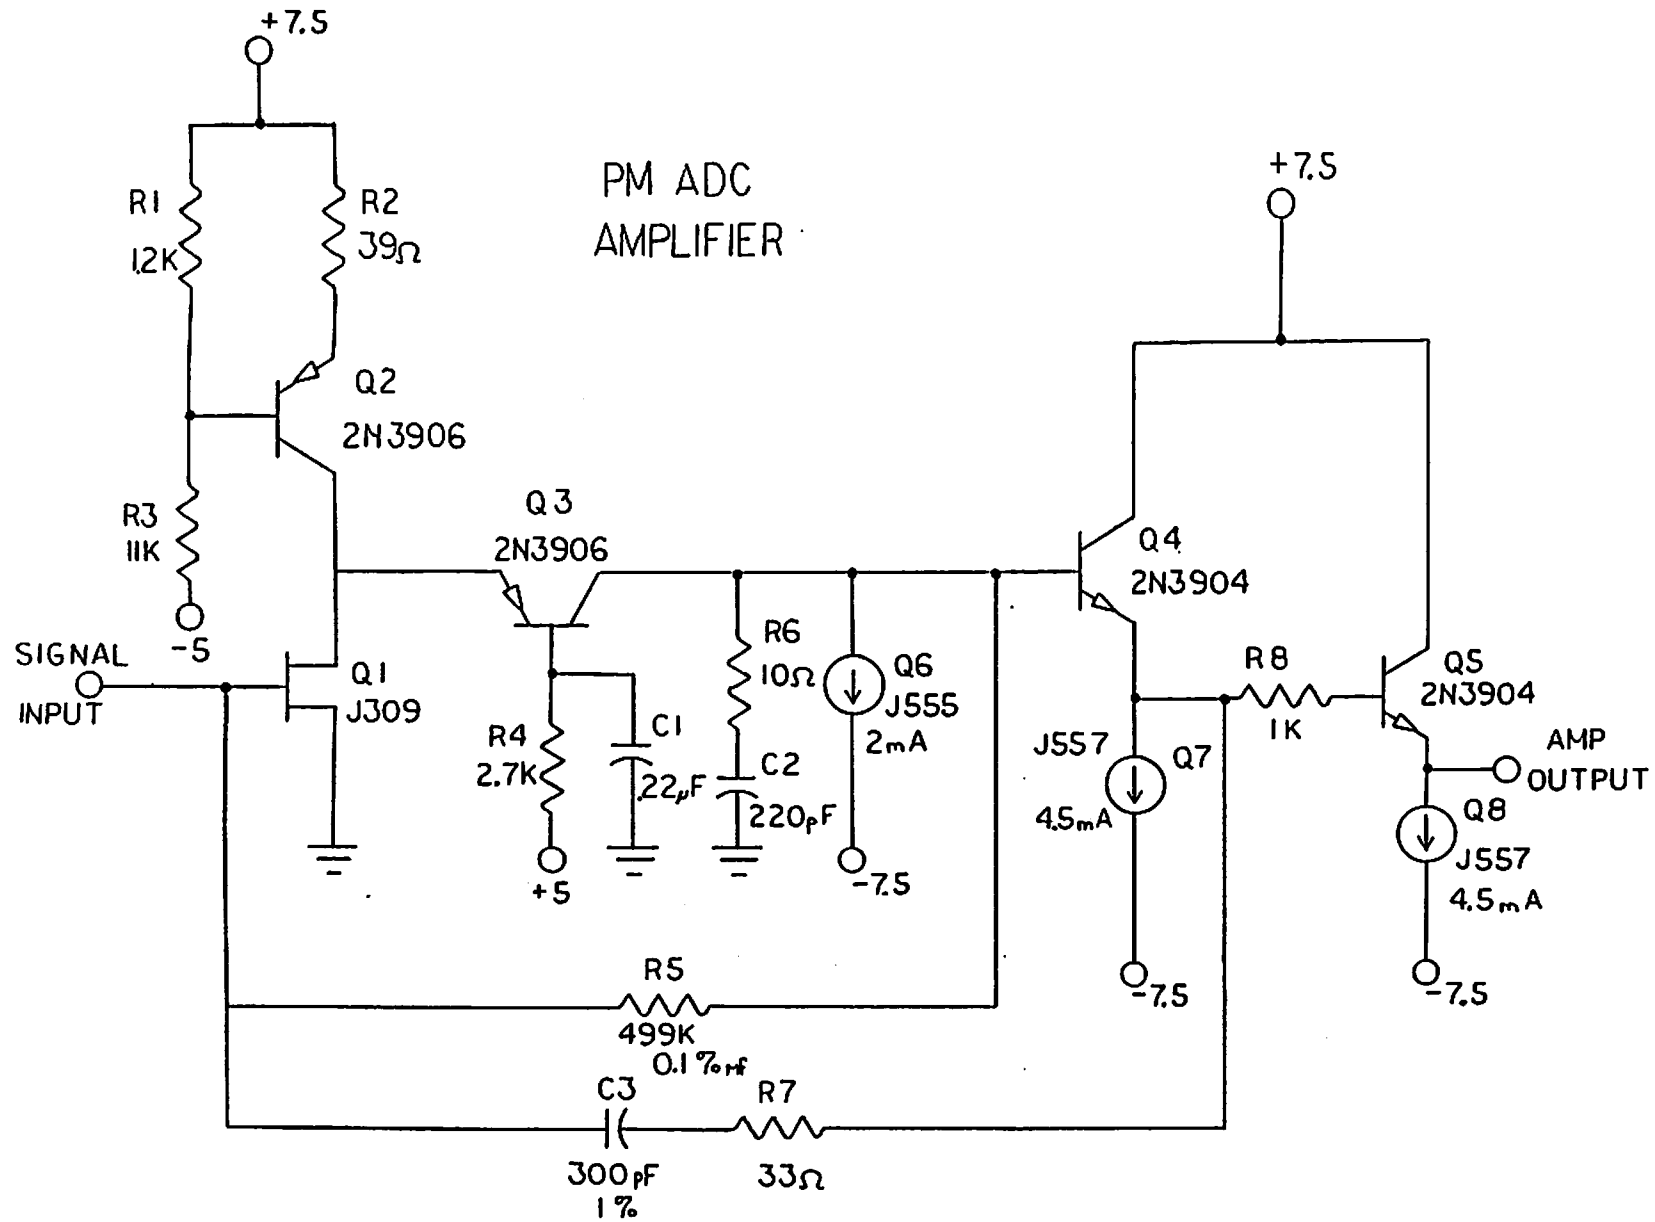 +7.5
PM ADC
AMPLIFIER
+7.5
R1
1.2K
R2
39Ω
Q2
2N3906
R3
11K
-5
Q3
2N3906
Q4
2N3904
SIGNAL
INPUT
Q1
J309
R4
2.7K
+5
C1
.22µF
R6
10Ω
C2
220pF
Q6
J555
2mA
-7.5
J557
Q7
4.5mA
-7.5
R8
1K
Q5
2N3904
AMP
OUTPUT
Q8
J557
4.5mA
-7.5
R5
499K
0.1% MF
C3
300pF
1%
R7
33Ω